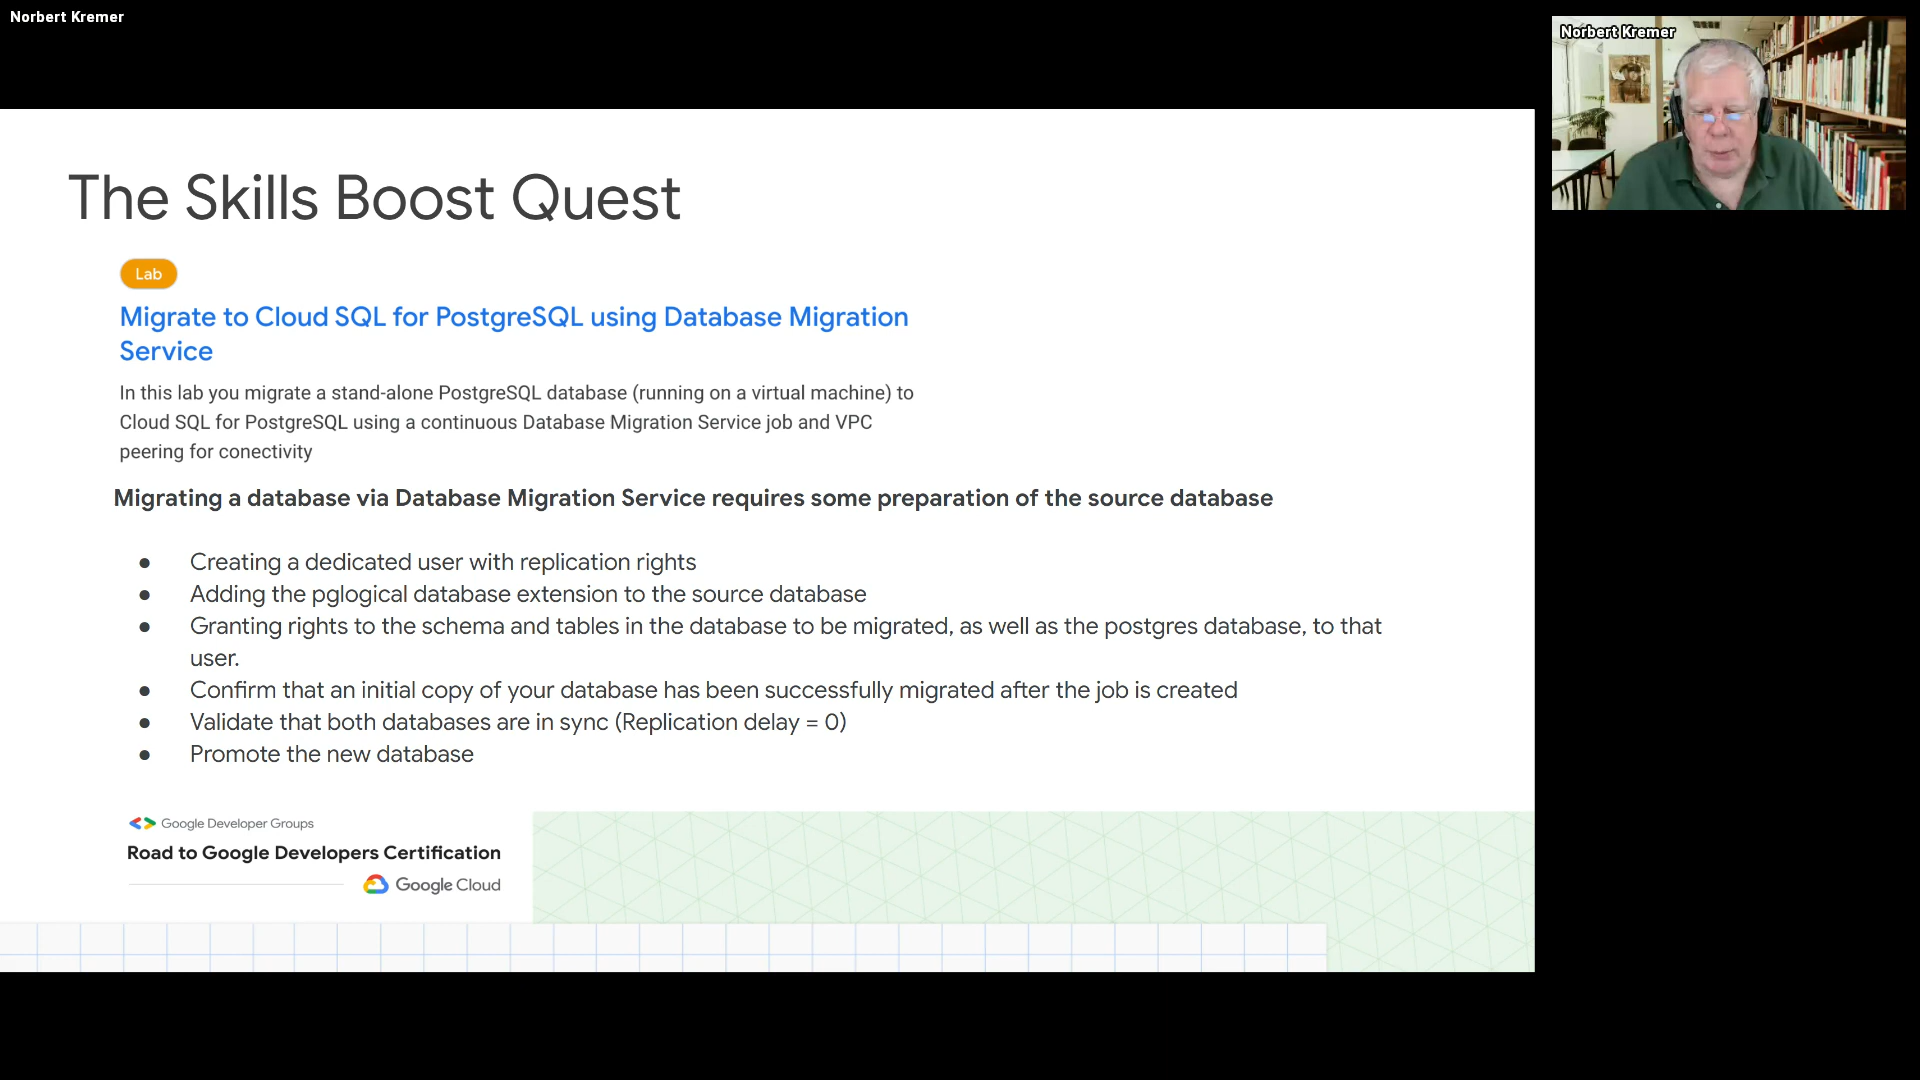 Norbert Kremer
Norbert Kremer
The Skills Boost Quest
Lab
Migrate to Cloud SQL for PostgreSQL using Database Migration
Service
In this lab you migrate a stand-alone PostgreSQL database (running on a virtual machine) to
Cloud SQL for PostgreSQL using a continuous Database Migration Service job and VPC
peering for conectivity
Migrating a database via Database Migration Service requires some preparation of the source database
● Creating a dedicated user with replication rights
● Adding the pglogical database extension to the source database
● Granting rights to the schema and tables in the database to be migrated, as well as the postgres database, to that
user.
● Confirm that an initial copy of your database has been successfully migrated after the job is created
● Validate that both databases are in sync (Replication delay = 0)
● Promote the new database
Google Developer Groups
Road to Google Developers Certification
Google Cloud